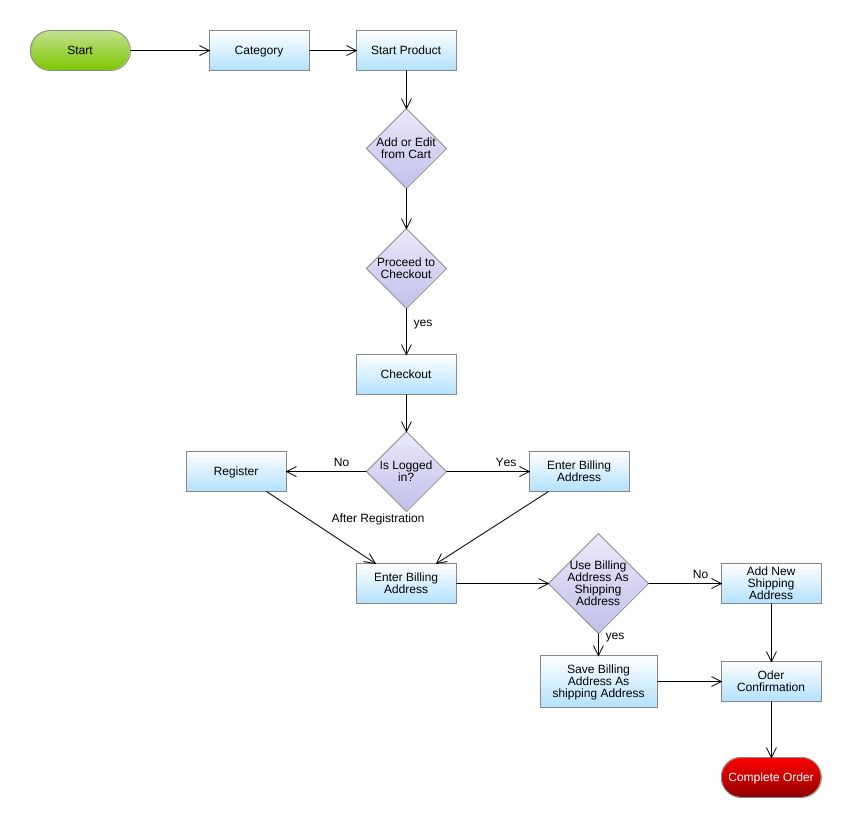 Start
Category
Start Product
Add or Edit
from Cart
Proceed to
Checkout
yes
Checkout
No
Is Logged
in?
Yes
Register
Enter Billing
Address
After Registration
Enter Billing
Address
Use Billing
Address As
Shipping
Address
No
Add New
Shipping
Address
yes
Save Billing
Address As
shipping Address
Oder
Confirmation
Complete Order